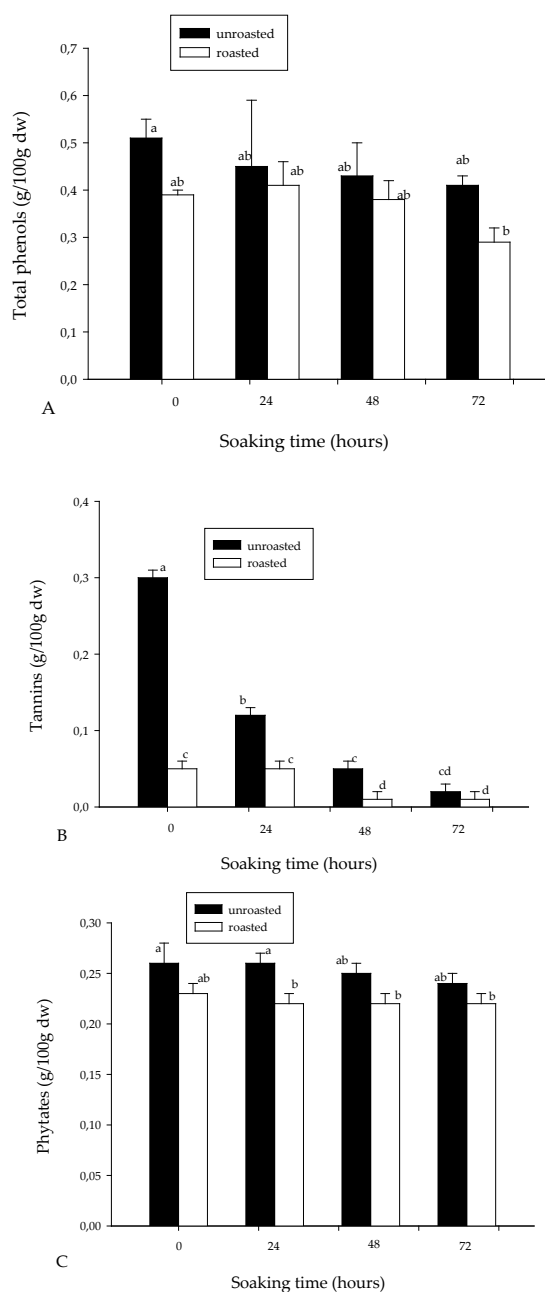 unroasted
roasted
Total phenols (g/100g dw)
0,7
0,6
0,5
0,4
0,3
0,2
0,1
0,0
a
ab
ab
ab
ab
ab
ab
b
0
24
48
72
A
Soaking time (hours)
unroasted
roasted
Tannins (g/100g dw)
0,4
0,3
0,2
0,1
0,0
a
c
b
c
c
d
cd
d
0
24
48
72
B
Soaking time (hours)
unroasted
roasted
Phytates (g/100g dw)
0,30
0,25
0,20
0,15
0,10
0,05
0,00
a
ab
a
b
ab
b
ab
b
0
24
48
72
C
Soaking time (hours)